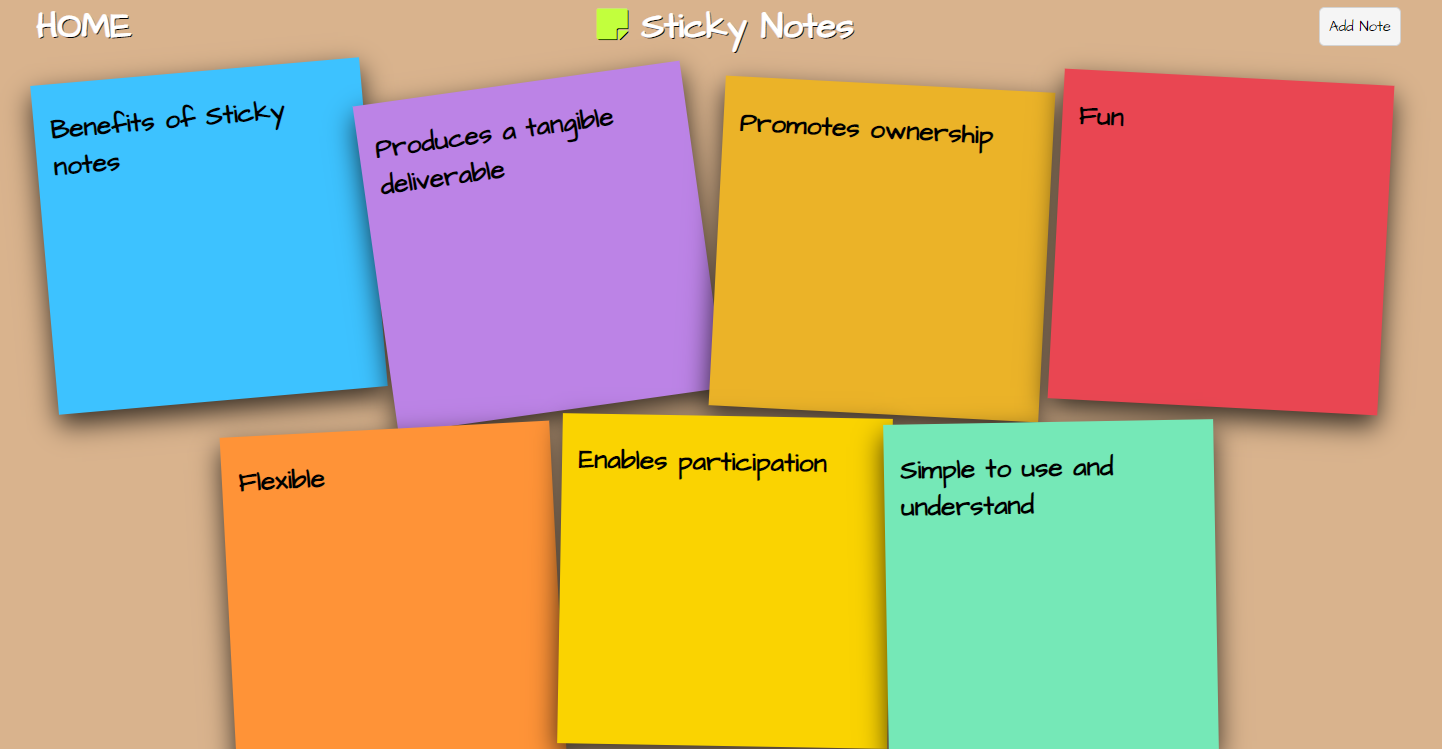 HOME
Sticky Notes
Add Note
Benefits of Sticky
notes
Produces a tangible
deliverable
Promotes ownership
Fun
Flexible
Enables participation
Simple to use and
understand